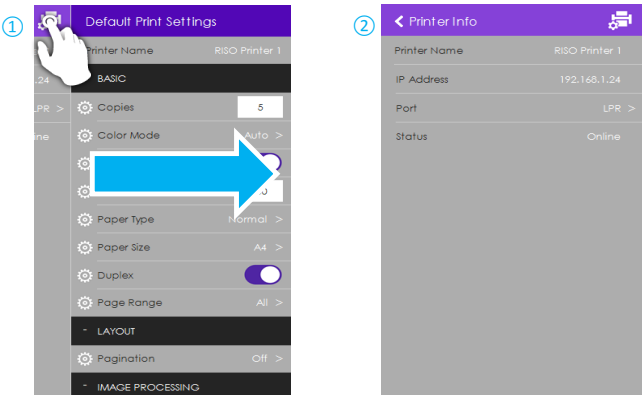 1
Default Print Settings
Printer Name RISO Printer 1
.24
BASIC
LPR > Copies 5
ine Color Mode Auto >
Paper Type Normal >
Paper Size A4 >
Duplex
Page Range All >
- LAYOUT
Pagination Off >
- IMAGE PROCESSING
2
< Printer Info
Printer Name RISO Printer 1
IP Address 192.168.1.24
Port LPR >
Status Online